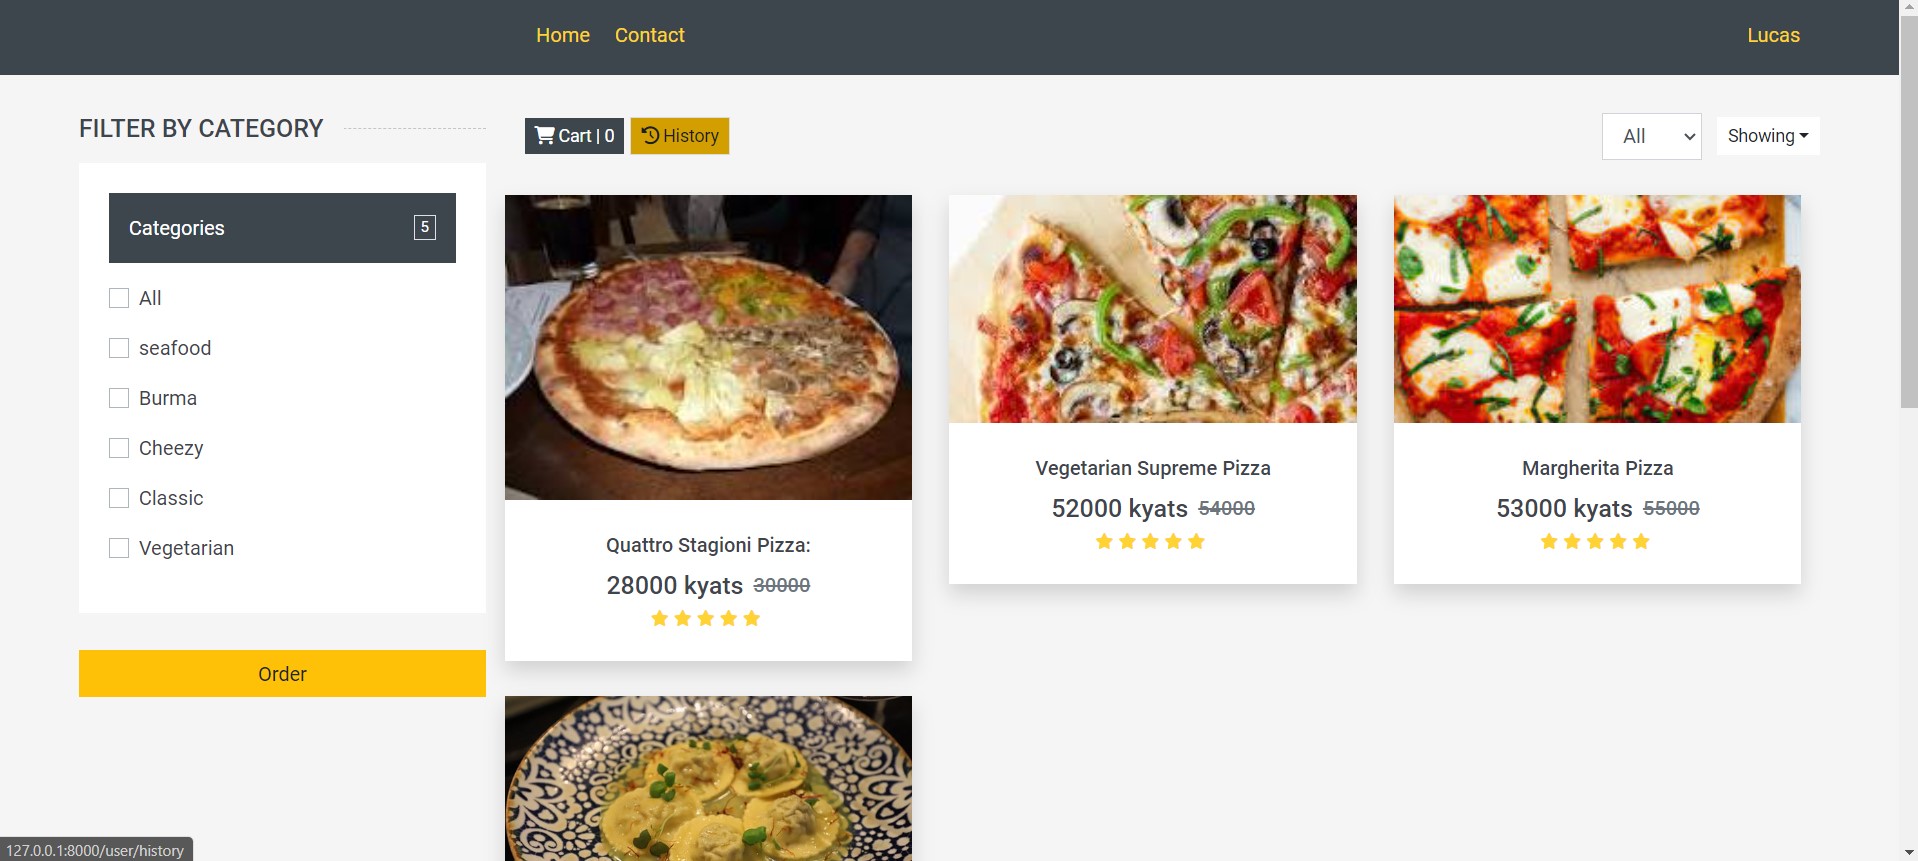 Home Contact Lucas
FILTER BY CATEGORY
Cart | 0 History All Showing
Categories 5
All
seafood
Burma
Cheezy
Classic
Vegetarian
Order
Quattro Stagioni Pizza:
28000 kyats 30000
Vegetarian Supreme Pizza
52000 kyats 54000
Margherita Pizza
53000 kyats 55000
127.0.0.1:8000/user/history